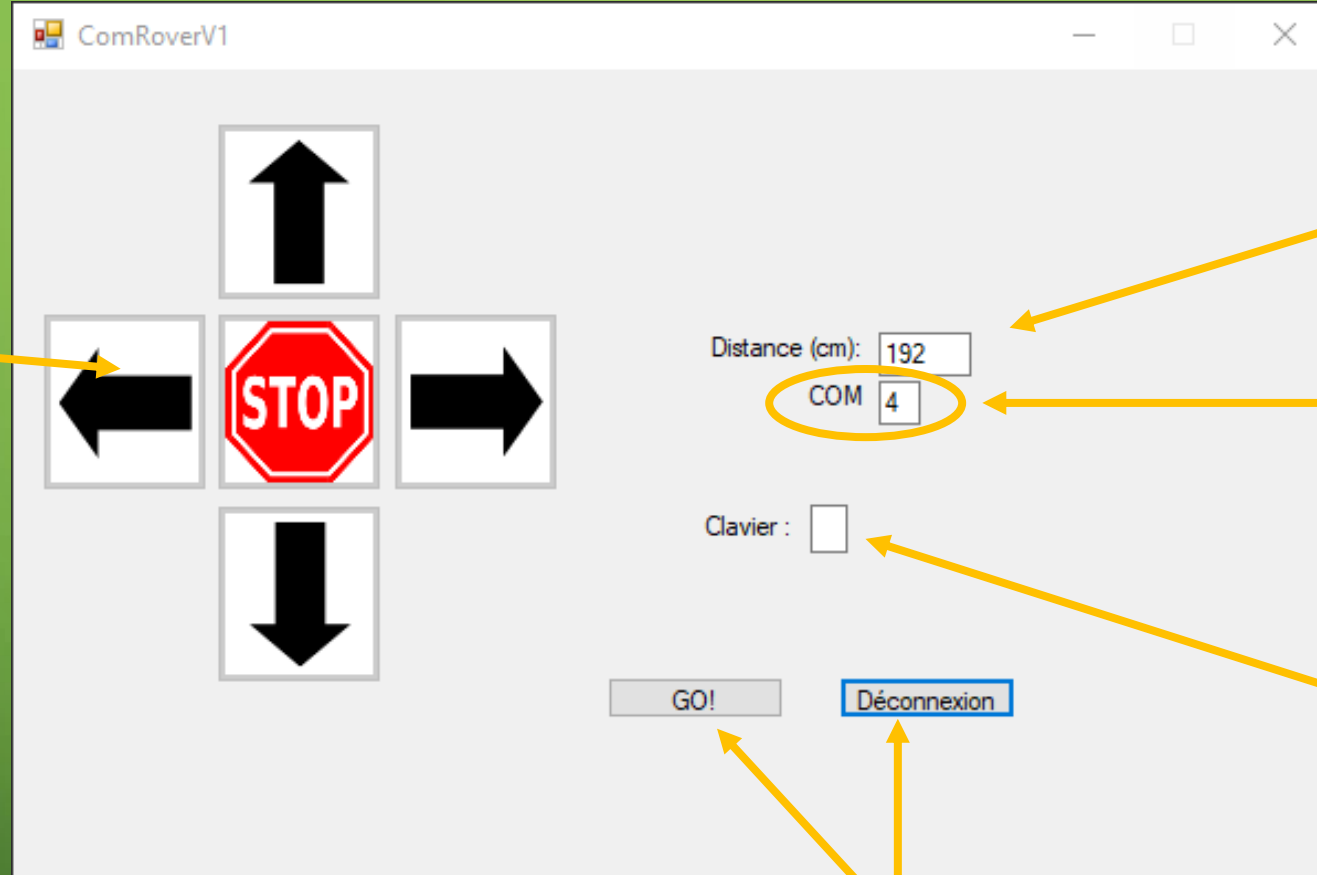 ComRoverV1
Distance (cm): 192
STOP
COM 4
Clavier :
GO! Déconnexion